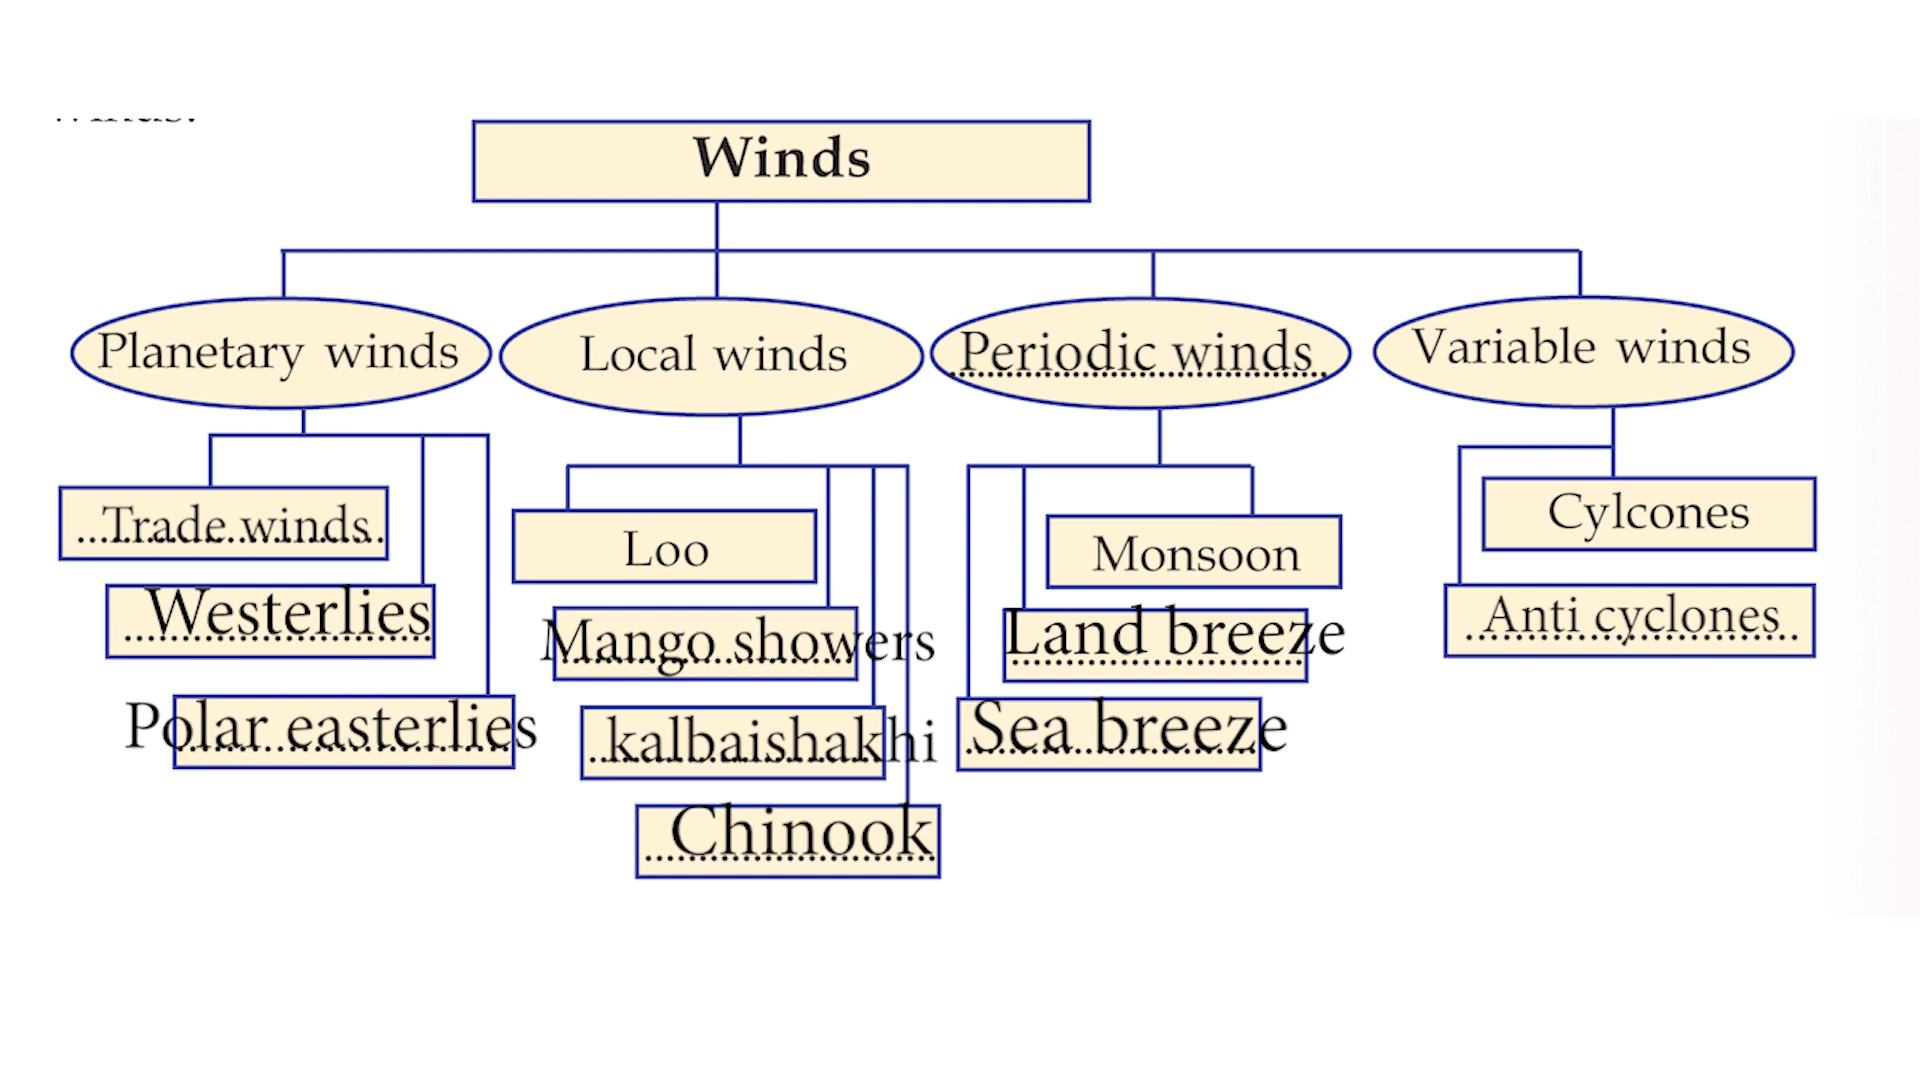 Winds
Planetary winds
Local winds
Periodic winds
Variable winds
Trade winds
Westerlies
Polar easterlies
Loo
Mango showers
kalbaishakhi
Chinook
Monsoon
Land breeze
Sea breeze
Cylcones
Anti cyclones